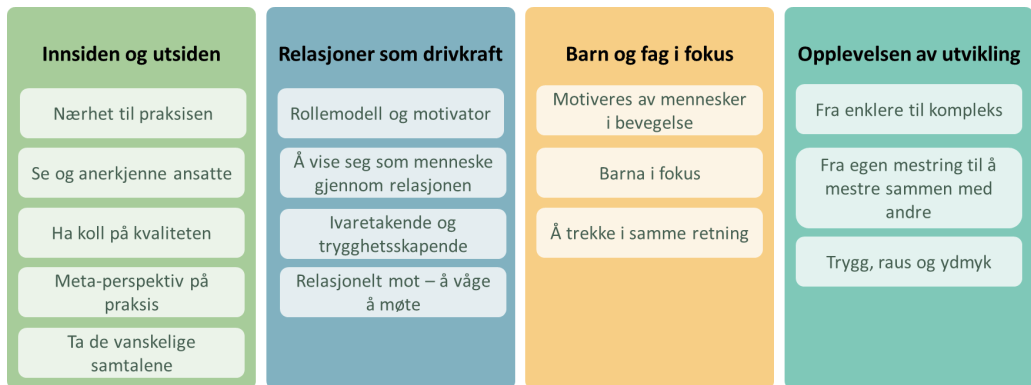 Innsiden og utsiden
Nærhet til praksisen
Se og anerkjenne ansatte
Ha koll på kvaliteten
Meta-perspektiv på
praksis
Ta de vanskelige
samtalene
Relasjoner som drivkraft
Rollemodell og motivator
Å vise seg som menneske
gjennom relasjonen
Ivaretakende og
trygghetsskapende
Relasjonelt mot – å våge
å møte
Barn og fag i fokus
Motiveres av mennesker
i bevegelse
Barna i fokus
Å trekke i samme retning
Opplevelsen av utvikling
Fra enklere til kompleks
Fra egen mestring til å
mestre sammen med
andre
Trygg, raus og ydmyk